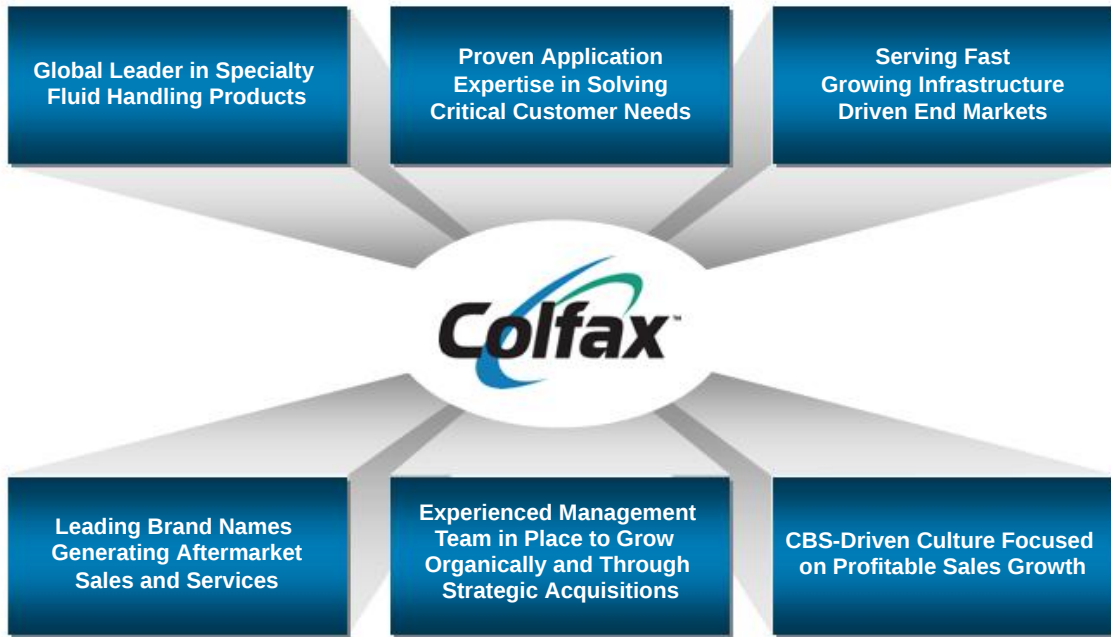 Global Leader in Specialty
Fluid Handling Products
Proven Application
Expertise in Solving
Critical Customer Needs
Serving Fast
Growing Infrastructure
Driven End Markets
Colfax™
Leading Brand Names
Generating Aftermarket
Sales and Services
Experienced Management
Team in Place to Grow
Organically and Through
Strategic Acquisitions
CBS-Driven Culture Focused
on Profitable Sales Growth